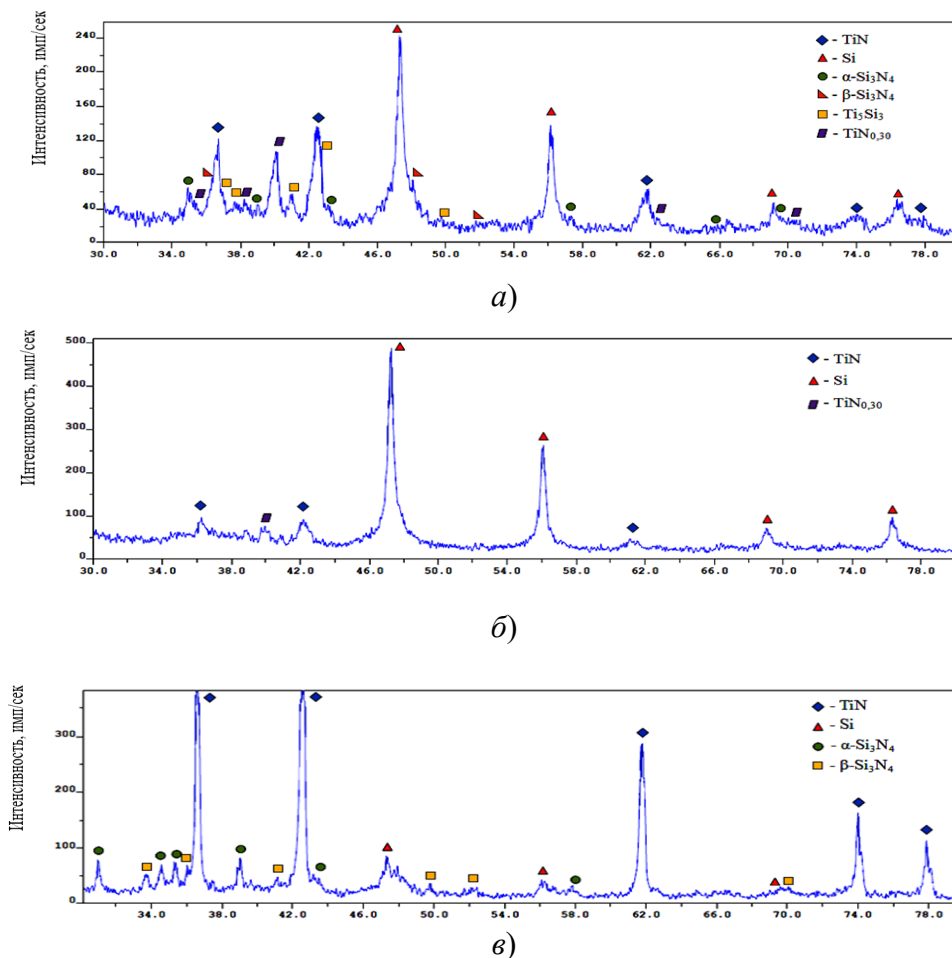 Интенсивность, имп/сек
240
200
160
120
80
40
0
30.0 34.0 38.0 42.0 46.0 50.0 54.0 58.0 62.0 66.0 70.0 74.0 78.0
- TiN
- Si
- α-Si₃N₄
- β-Si₃N₄
- Ti₅Si₃
- TiN₀,₃₀
а)
Интенсивность, имп/сек
500
400
300
200
100
0
30.0 34.0 38.0 42.0 46.0 50.0 54.0 58.0 62.0 66.0 70.0 74.0 78.0
- TiN
- Si
- TiN₀,₃₀
б)
Интенсивность, имп/сек
300
200
100
0
34.0 38.0 42.0 46.0 50.0 54.0 58.0 62.0 66.0 70.0 74.0 78.0
- TiN
- Si
- α-Si₃N₄
- β-Si₃N₄
в)